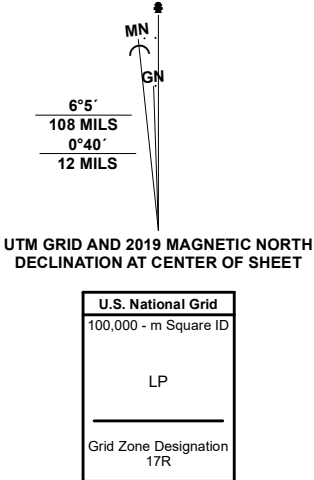 MN
GN
6°5´
108 MILS
0°40´
12 MILS
UTM GRID AND 2019 MAGNETIC NORTH
DECLINATION AT CENTER OF SHEET
U.S. National Grid
100,000 - m Square ID
LP
Grid Zone Designation
17R